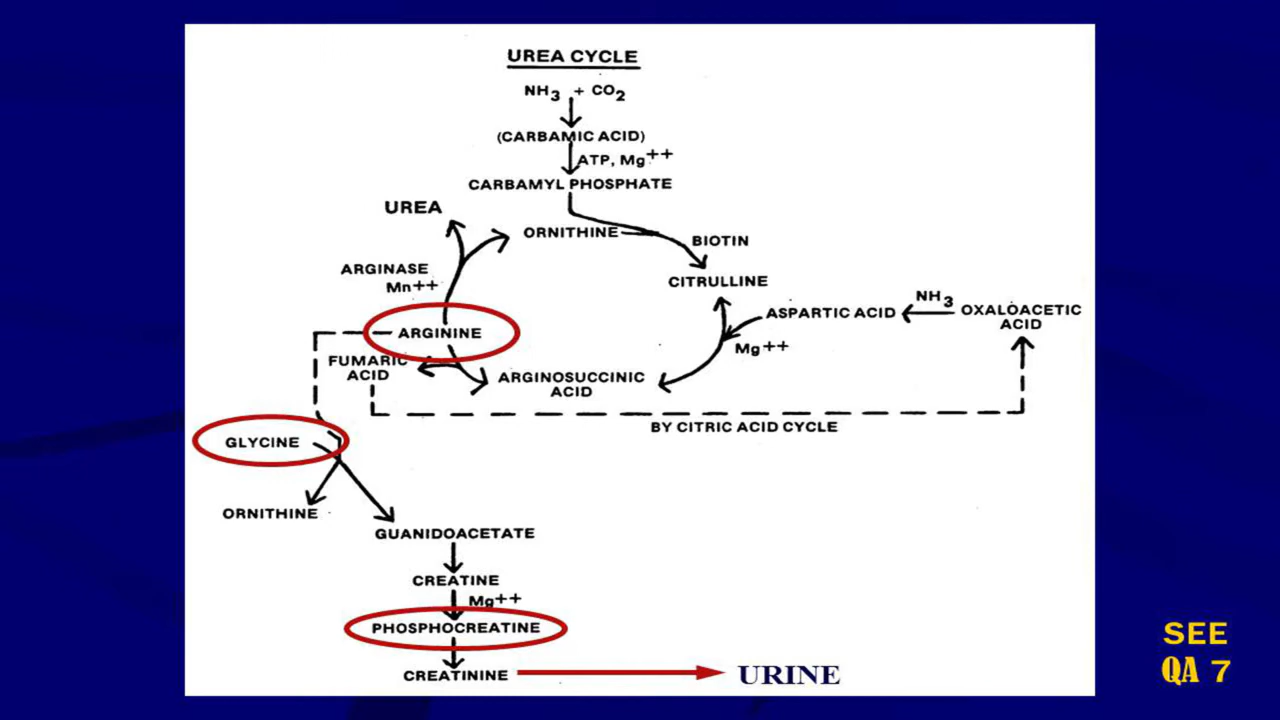 UREA CYCLE
NH3 + CO2
(CARBAMIC ACID)
ATP, Mg++
CARBAMYL PHOSPHATE
UREA
ORNITHINE
BIOTIN
ARGINASE
Mn++
CITRULLINE
ARGININE
ASPARTIC ACID
NH3
OXALOACETIC
ACID
Mg++
FUMARIC
ACID
ARGINOSUCCINIC
ACID
BY CITRIC ACID CYCLE
GLYCINE
ORNITHINE
GUANIDOACETATE
CREATINE
Mg++
PHOSPHOCREATINE
CREATININE
URINE
SEE
QA 7